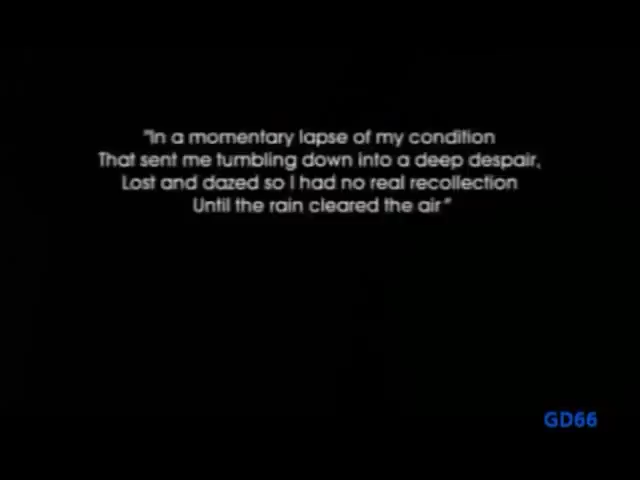 "In a momentary lapse of my condition
That sent me tumbling down into a deep despair,
Lost and dazed so I had no real recollection
Until the rain cleared the air"
GD66